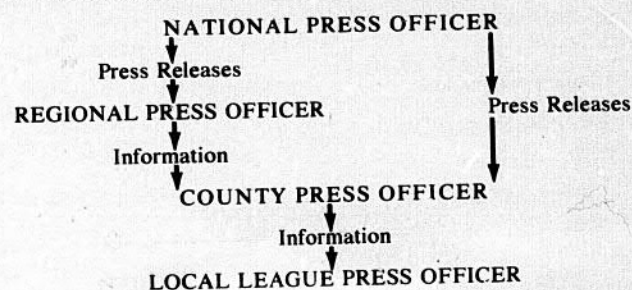 NATIONAL PRESS OFFICER
Press Releases
REGIONAL PRESS OFFICER
Press Releases
Information
COUNTY PRESS OFFICER
Information
LOCAL LEAGUE PRESS OFFICER